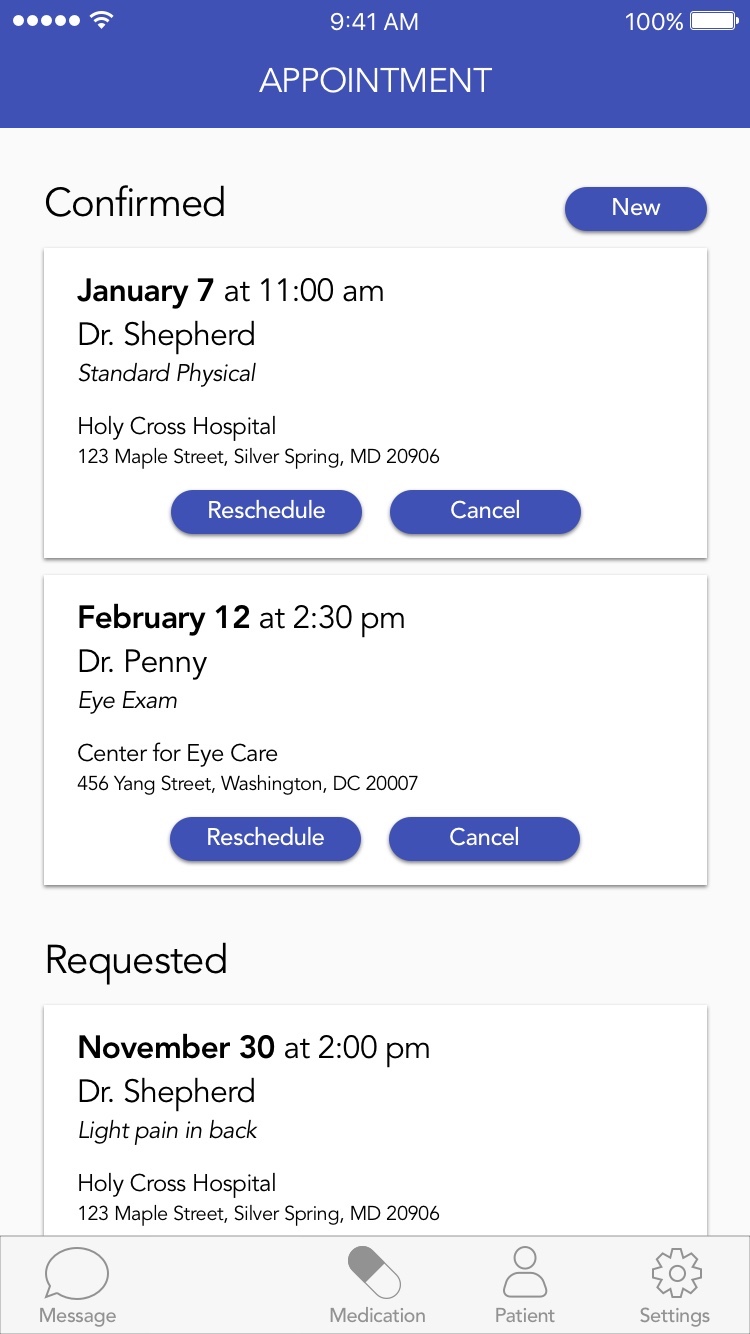 9:41 AM 100%
APPOINTMENT
Confirmed
New
January 7 at 11:00 am
Dr. Shepherd
Standard Physical
Holy Cross Hospital
123 Maple Street, Silver Spring, MD 20906
Reschedule Cancel
February 12 at 2:30 pm
Dr. Penny
Eye Exam
Center for Eye Care
456 Yang Street, Washington, DC 20007
Reschedule Cancel
Requested
November 30 at 2:00 pm
Dr. Shepherd
Light pain in back
Holy Cross Hospital
123 Maple Street, Silver Spring, MD 20906
Message Medication Patient Settings